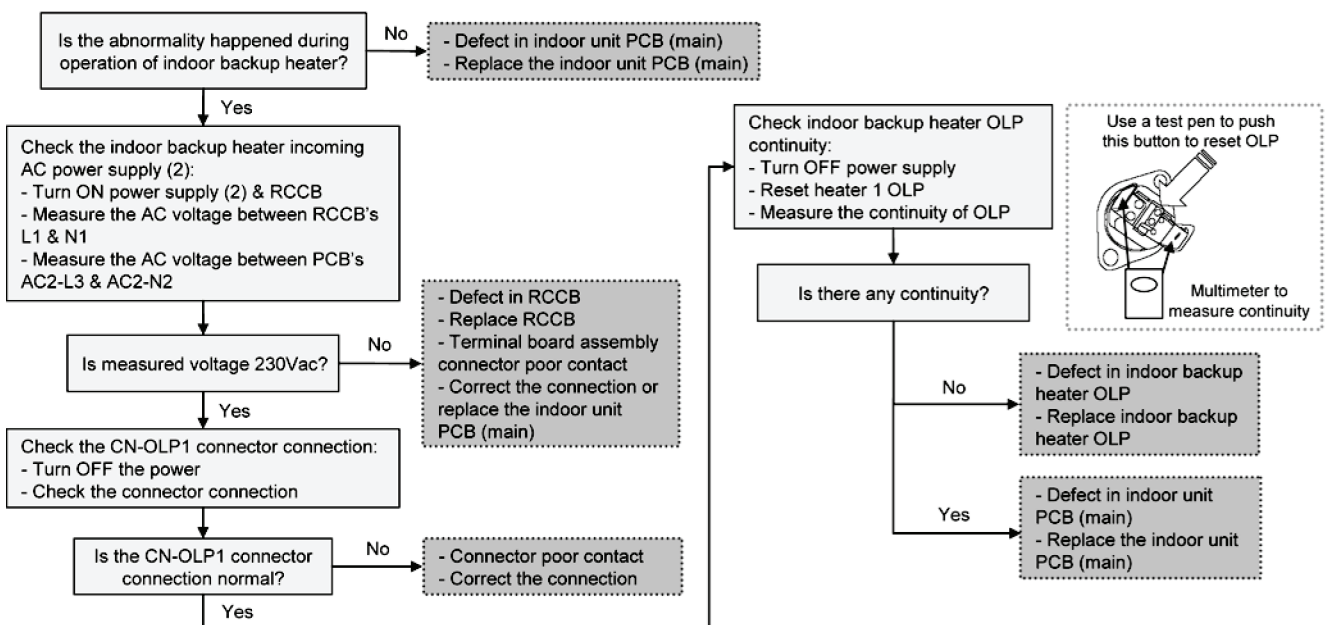 Is the abnormality happened during
operation of indoor backup heater?
No
- Defect in indoor unit PCB (main)
- Replace the indoor unit PCB (main)
Yes
Check the indoor backup heater incoming
AC power supply (2):
- Turn ON power supply (2) & RCCB
- Measure the AC voltage between RCCB's
L1 & N1
- Measure the AC voltage between PCB's
AC2-L3 & AC2-N2
Is measured voltage 230Vac?
No
- Defect in RCCB
- Replace RCCB
- Terminal board assembly
connector poor contact
- Correct the connection or
replace the indoor unit
PCB (main)
Yes
Check the CN-OLP1 connector connection:
- Turn OFF the power
- Check the connector connection
Is the CN-OLP1 connector
connection normal?
No
- Connector poor contact
- Correct the connection
Yes
Check indoor backup heater OLP
continuity:
- Turn OFF power supply
- Reset heater 1 OLP
- Measure the continuity of OLP
Use a test pen to push
this button to reset OLP
Multimeter to
measure continuity
Is there any continuity?
No
- Defect in indoor backup
heater OLP
- Replace indoor backup
heater OLP
Yes
- Defect in indoor unit
PCB (main)
- Replace the indoor unit
PCB (main)